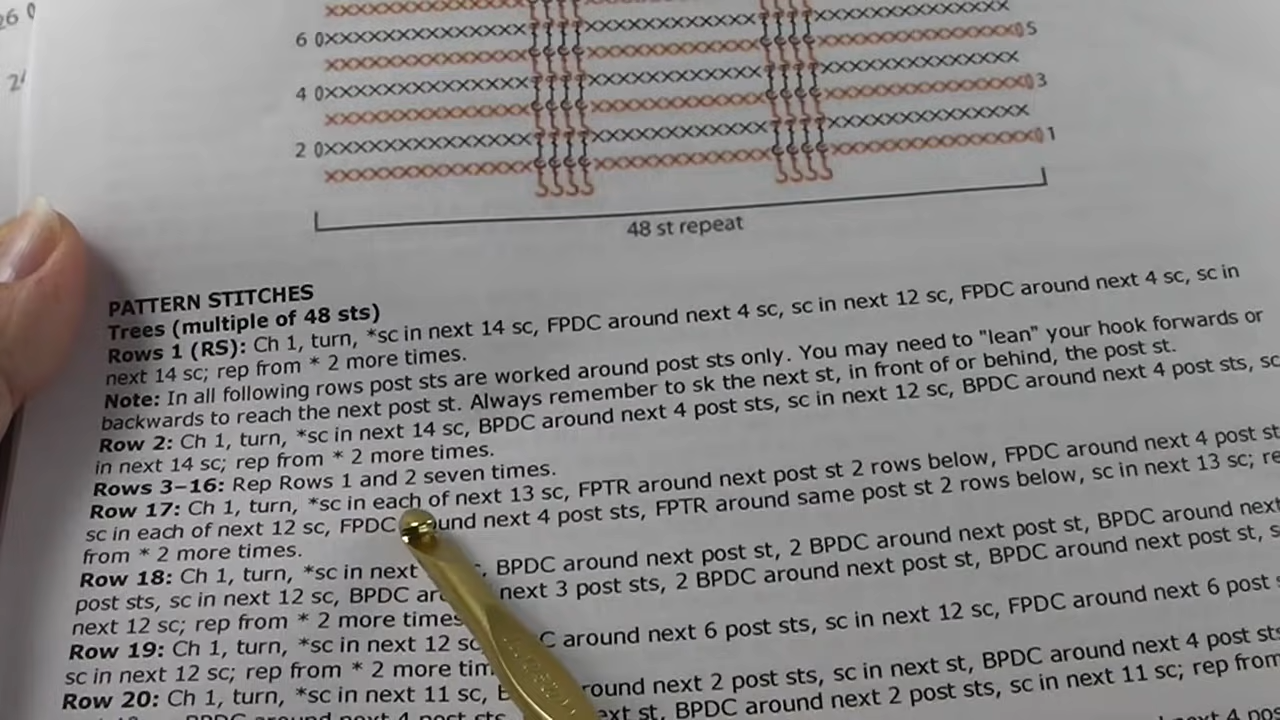 6 0xxxxxxxxxxxxxxxxx
5
4 0xxxxxxxxxxxxxxxxx
3
2 0xxxxxxxxxxxxxxxxx
1
48 st repeat
PATTERN STITCHES
Trees (multiple of 48 sts)
Rows 1 (RS): Ch 1, turn, *sc in next 14 sc, FPDC around next 4 sc, sc in next 12 sc, FPDC around next 4 sc, sc in
next 14 sc; rep from * 2 more times.
Note: In all following rows post sts are worked around post sts only. You may need to "lean" your hook forwards or
backwards to reach the next post st. Always remember to sk the next st, in front of or behind, the post st.
Row 2: Ch 1, turn, *sc in next 14 sc, BPDC around next 4 post sts, sc in next 12 sc, BPDC around next 4 post sts, sc
in next 14 sc; rep from * 2 more times.
Rows 3–16: Rep Rows 1 and 2 seven times.
Row 17: Ch 1, turn, *sc in each of next 13 sc, FPTR around next post st 2 rows below, FPDC around next 4 post
sc in each of next 12 sc, FPDC around next 4 post sts, FPTR around same post st 2 rows below, sc in next 13 sc;
from * 2 more times.
Row 18: Ch 1, turn, *sc in next BPDC around next post st, 2 BPDC around next post st, BPDC around next
post sts, sc in next 12 sc, BPDC next 3 post sts, 2 BPDC around next post st, BPDC around next post st,
next 12 sc; rep from * 2 more times
Row 19: Ch 1, turn, *sc in next 12 around next 6 post sts, sc in next 12 sc, FPDC around next 6 post
sc in next 12 sc; rep from * 2 more
Row 20: Ch 1, turn, *sc in next 11 sc, next 2 post sts, sc in next st, BPDC around next 4 post
BPDC around next 4 post sts st, BPDC around next 2 post sts, sc in next 11 sc; rep from